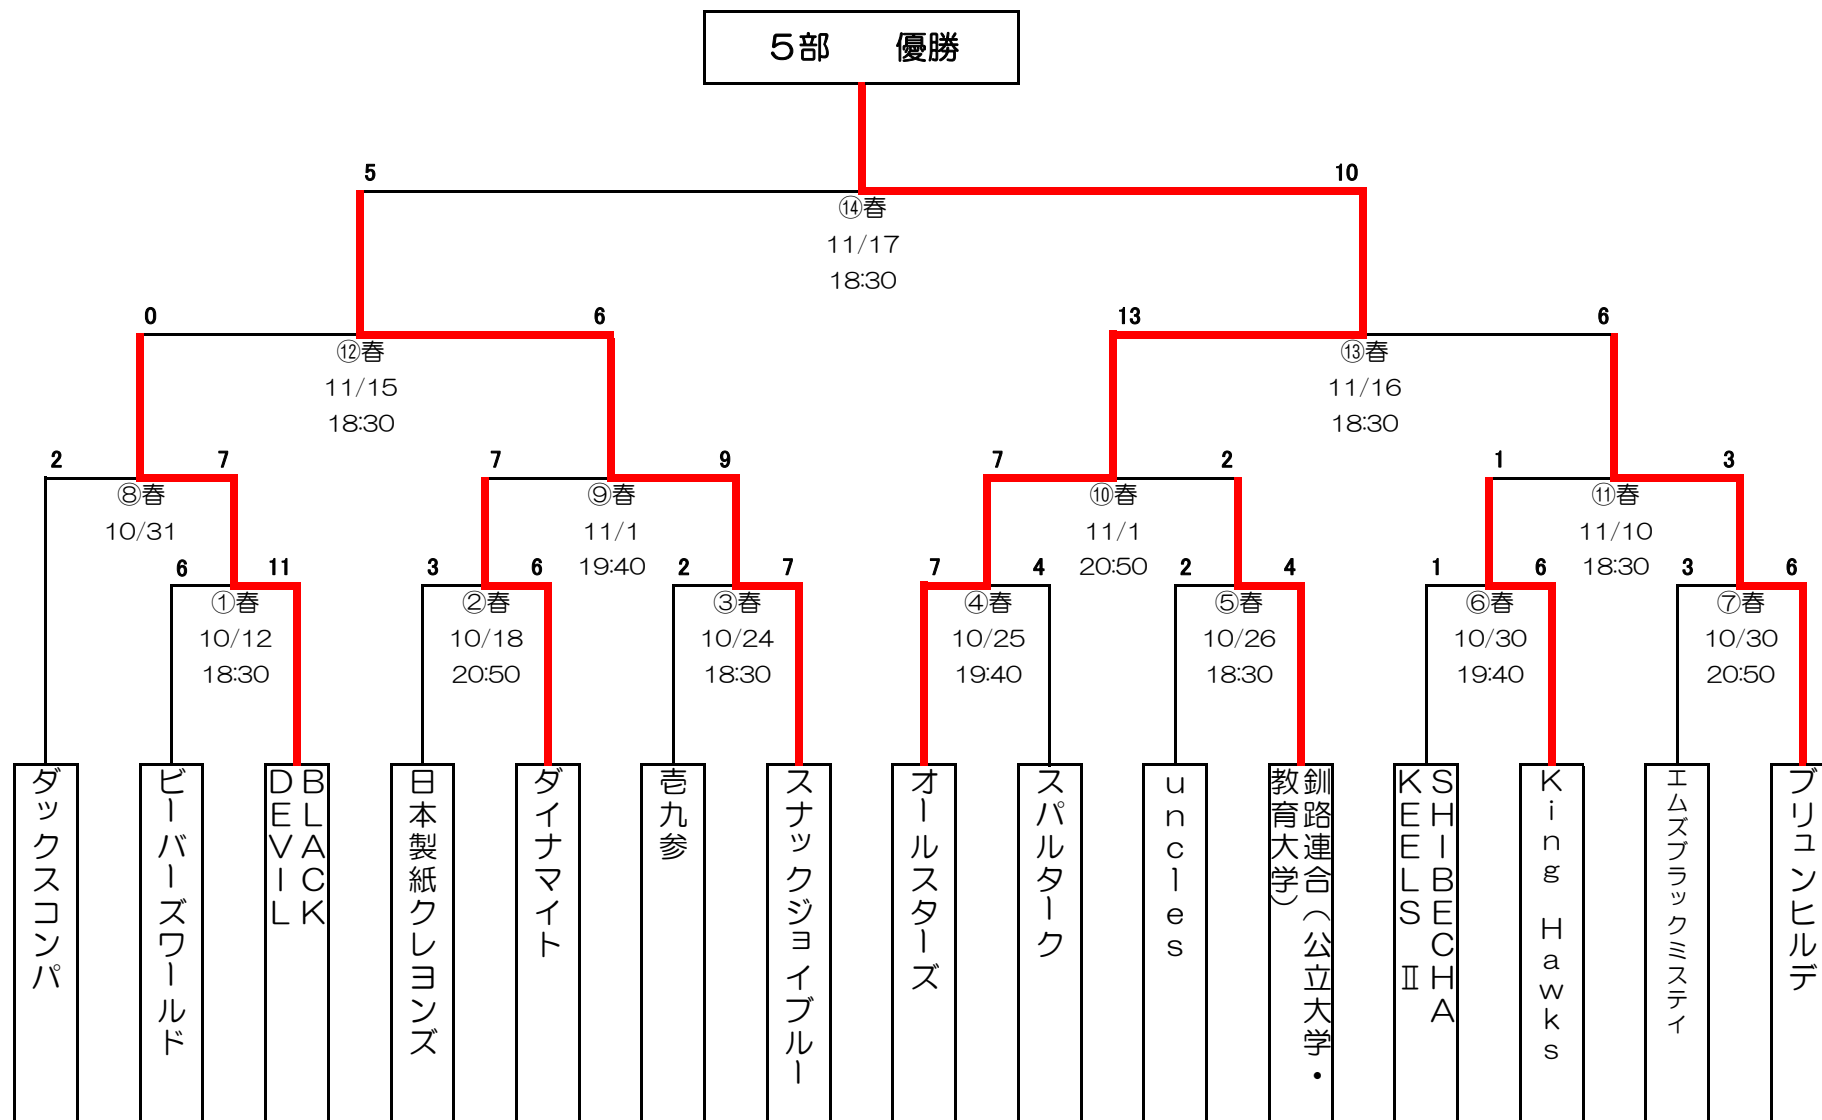 ５部　　優勝
5
10
⑭春
11/17
18:30
0
6
13
6
⑫春
11/15
18:30
⑬春
11/16
18:30
2
7
7
9
7
2
1
3
⑧春
10/31
⑨春
11/1
19:40
⑩春
11/1
20:50
⑪春
11/10
18:30
6
11
3
6
2
7
7
4
2
4
1
6
3
6
①春
10/12
18:30
②春
10/18
20:50
③春
10/24
18:30
④春
10/25
19:40
⑤春
10/26
18:30
⑥春
10/30
19:40
⑦春
10/30
20:50
ダックスコンパ
ビーバーズワールド
BLACK
DEVIL
日本製紙クレヨンズ
ダイナマイト
壱九参
スナックジョイブルー
オールスターズ
スパルターク
uncles
釧路連合（公立大学・
教育大学）
SHIBECHA
KEELS Ⅱ
King Hawks
エムズブラックミスティ
ブリュンヒルデ